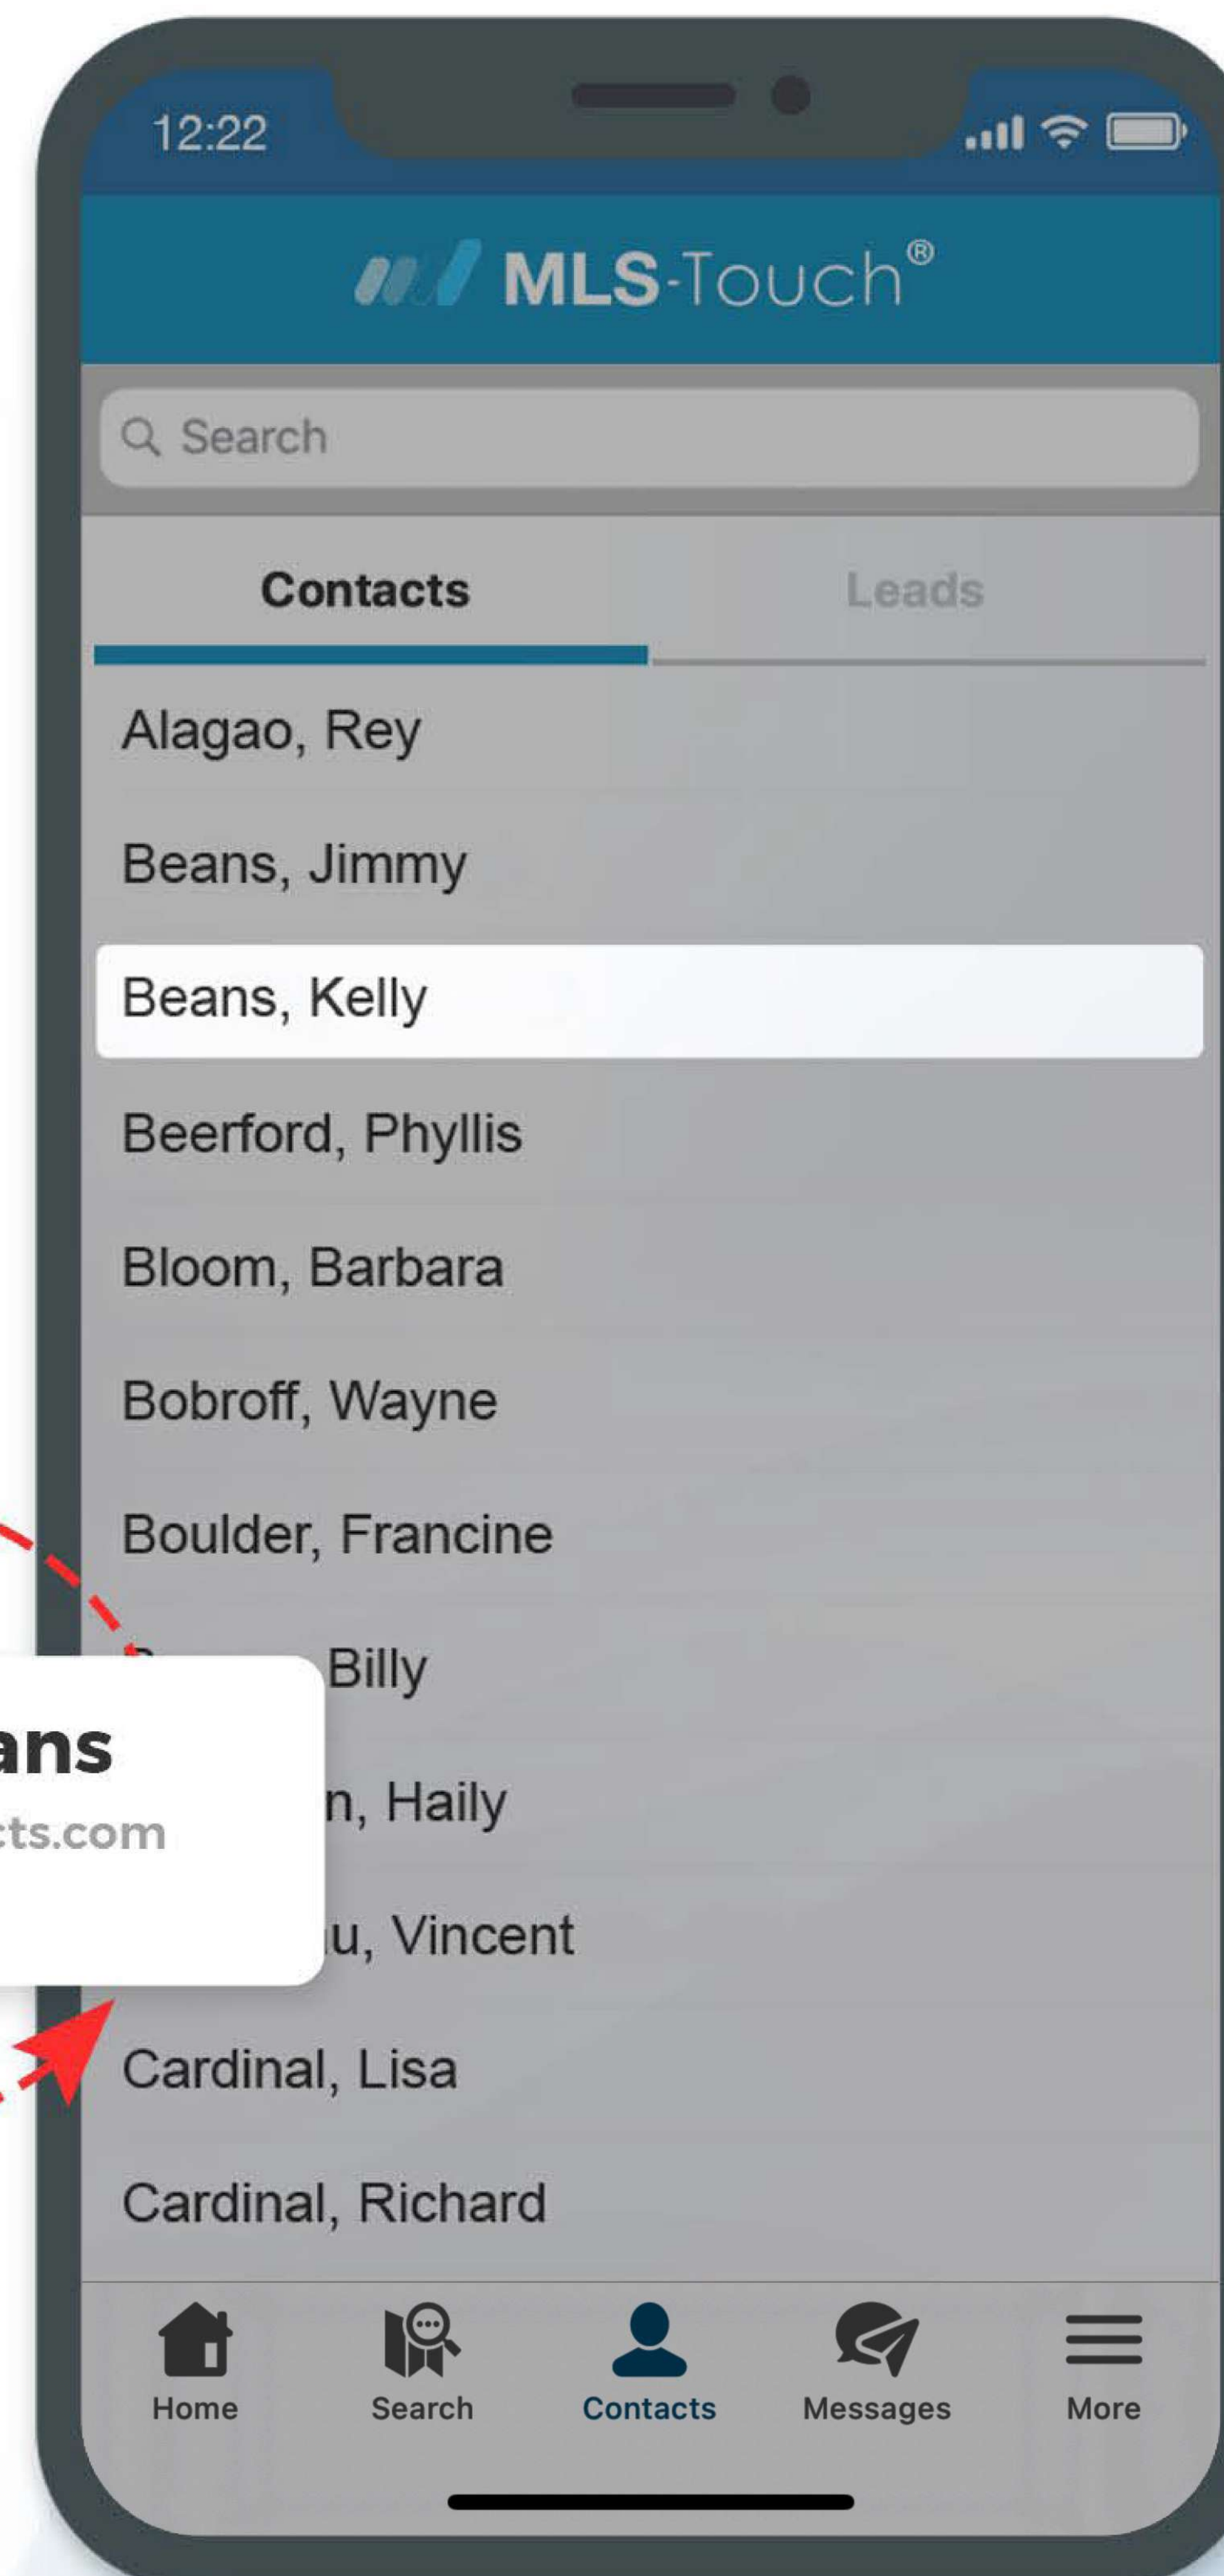 12:22
MLS-Touch®
Search
Contacts Leads
Alagao, Rey
Beans, Jimmy
Beans, Kelly
Beerford, Phyllis
Bloom, Barbara
Bobroff, Wayne
Boulder, Francine
Billy
ans
n, Haily
cts.com
u, Vincent
Cardinal, Lisa
Cardinal, Richard
Home Search Contacts Messages More